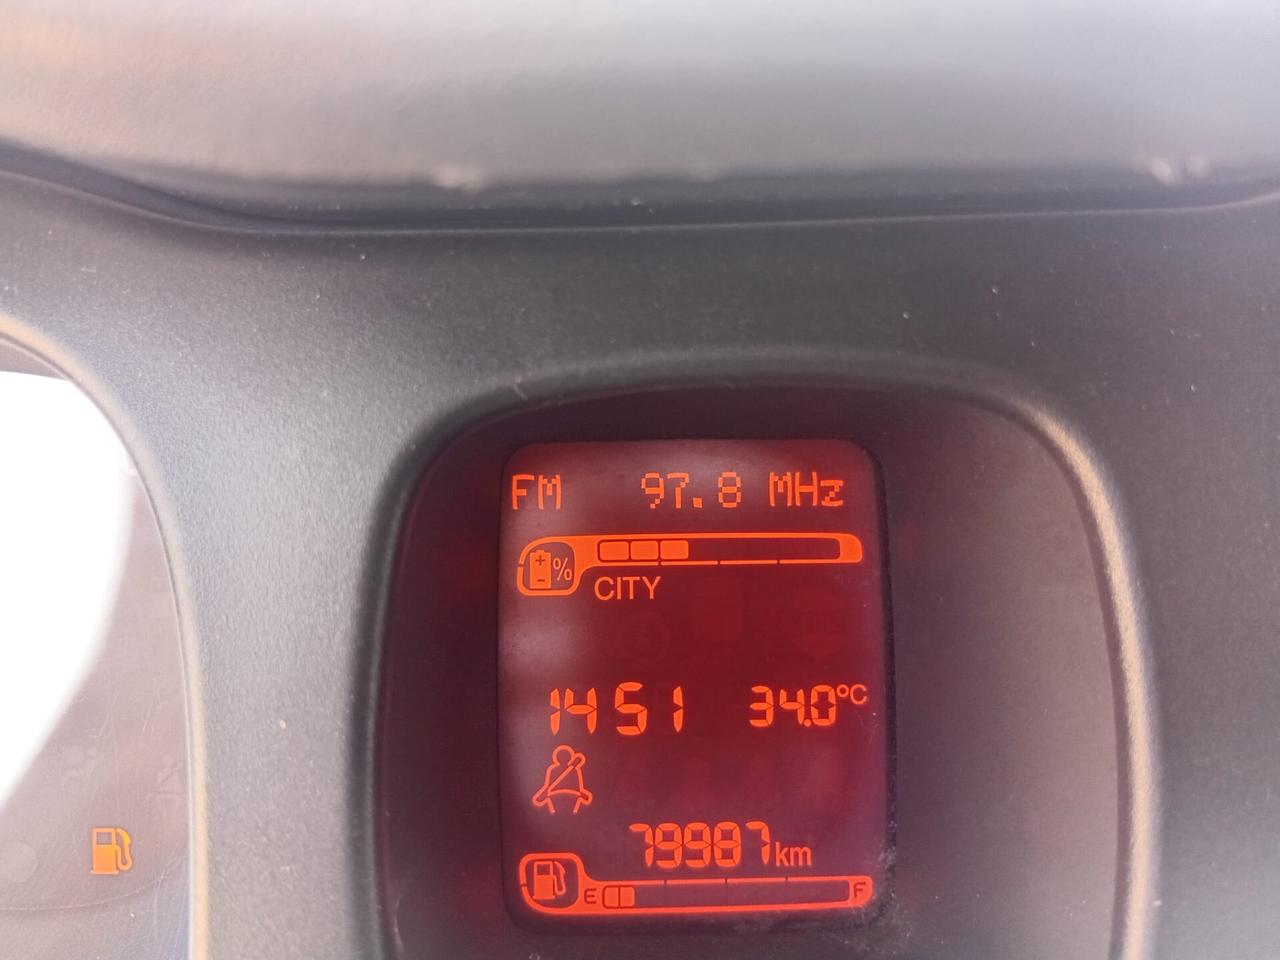 FM 97.8 MHz
%
CITY
1451 34.0°C
79987km
E F